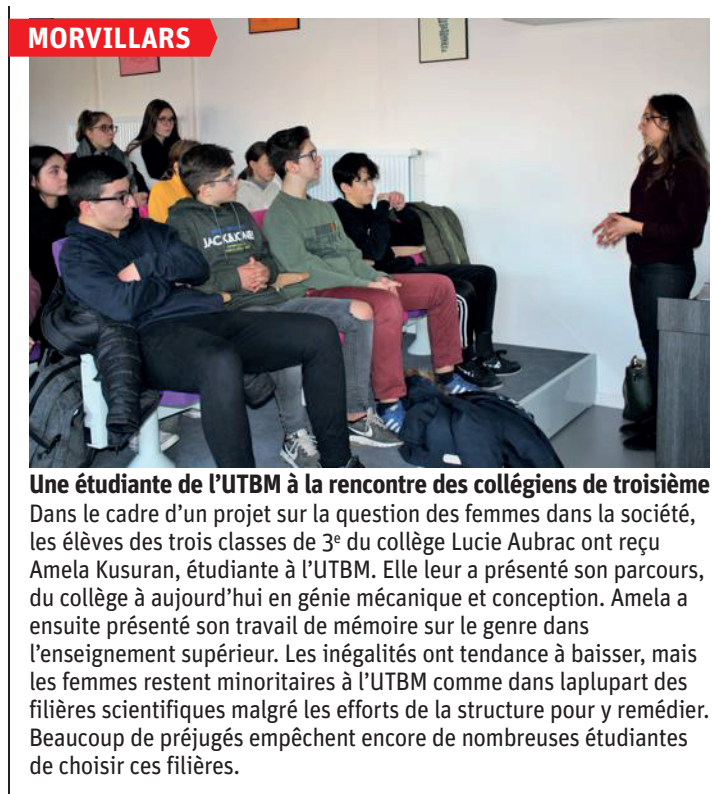 MORVILLARS
JACK&JONES
Une étudiante de l’UTBM à la rencontre des collégiens de troisième
Dans le cadre d’un projet sur la question des femmes dans la société,
les élèves des trois classes de 3e du collège Lucie Aubrac ont reçu
Amela Kusuran, étudiante à l’UTBM. Elle leur a présenté son parcours,
du collège à aujourd’hui en génie mécanique et conception. Amela a
ensuite présenté son travail de mémoire sur le genre dans
l’enseignement supérieur. Les inégalités ont tendance à baisser, mais
les femmes restent minoritaires à l’UTBM comme dans laplupart des
filières scientifiques malgré les efforts de la structure pour y remédier.
Beaucoup de préjugés empêchent encore de nombreuses étudiantes
de choisir ces filières.